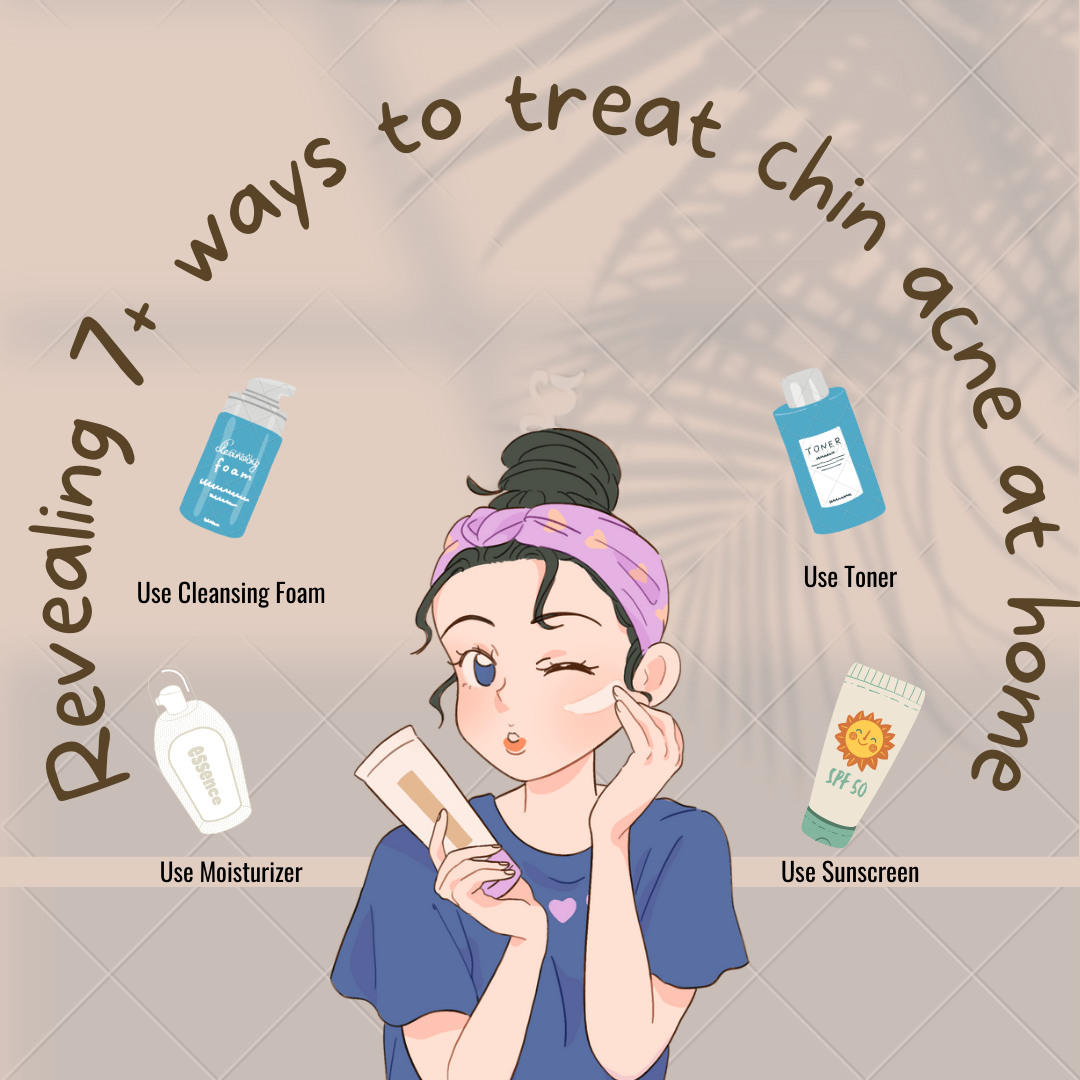 Revealing 7+ ways to treat chin acne at home
cleansing
foam
TONER
Use Cleansing Foam
Use Toner
essence
SPF 50
Use Moisturizer
Use Sunscreen